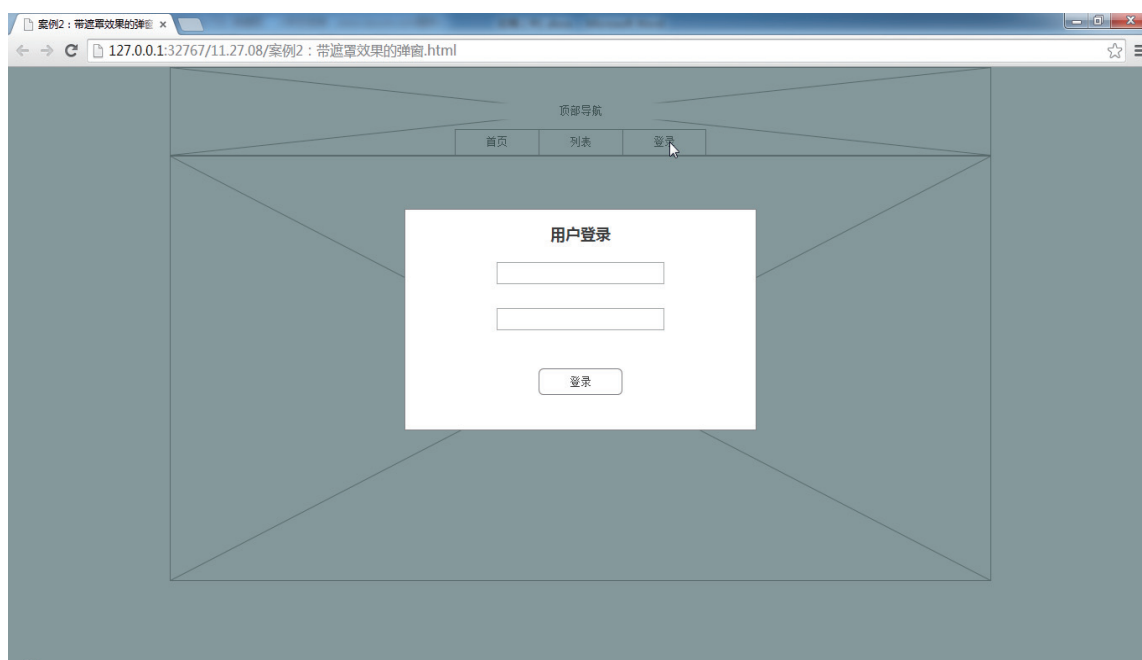 案例2：带遮罩效果的弹
127.0.0.1:32767/11.27.08/案例2：带遮罩效果的弹窗.html
顶部导航
首页 列表 登录
用户登录
登录